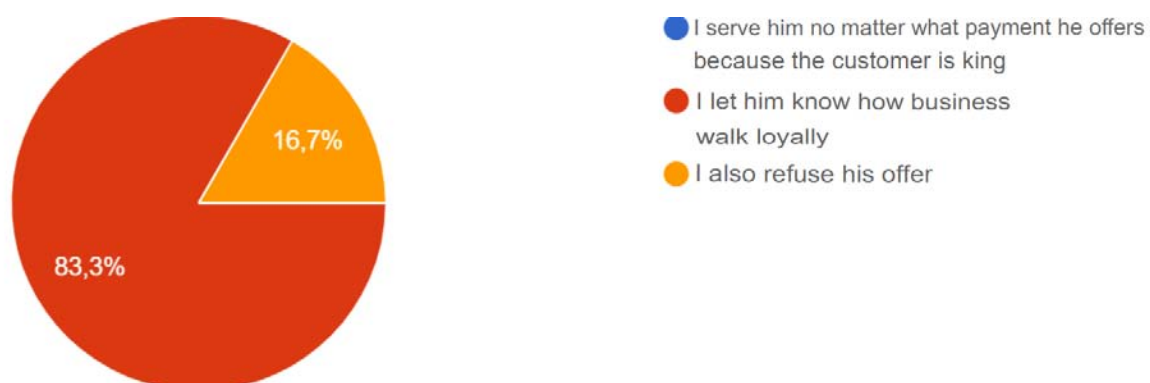 I serve him no matter what payment he offers
because the customer is king
I let him know how business
walk loyally
I also refuse his offer
16,7%
83,3%